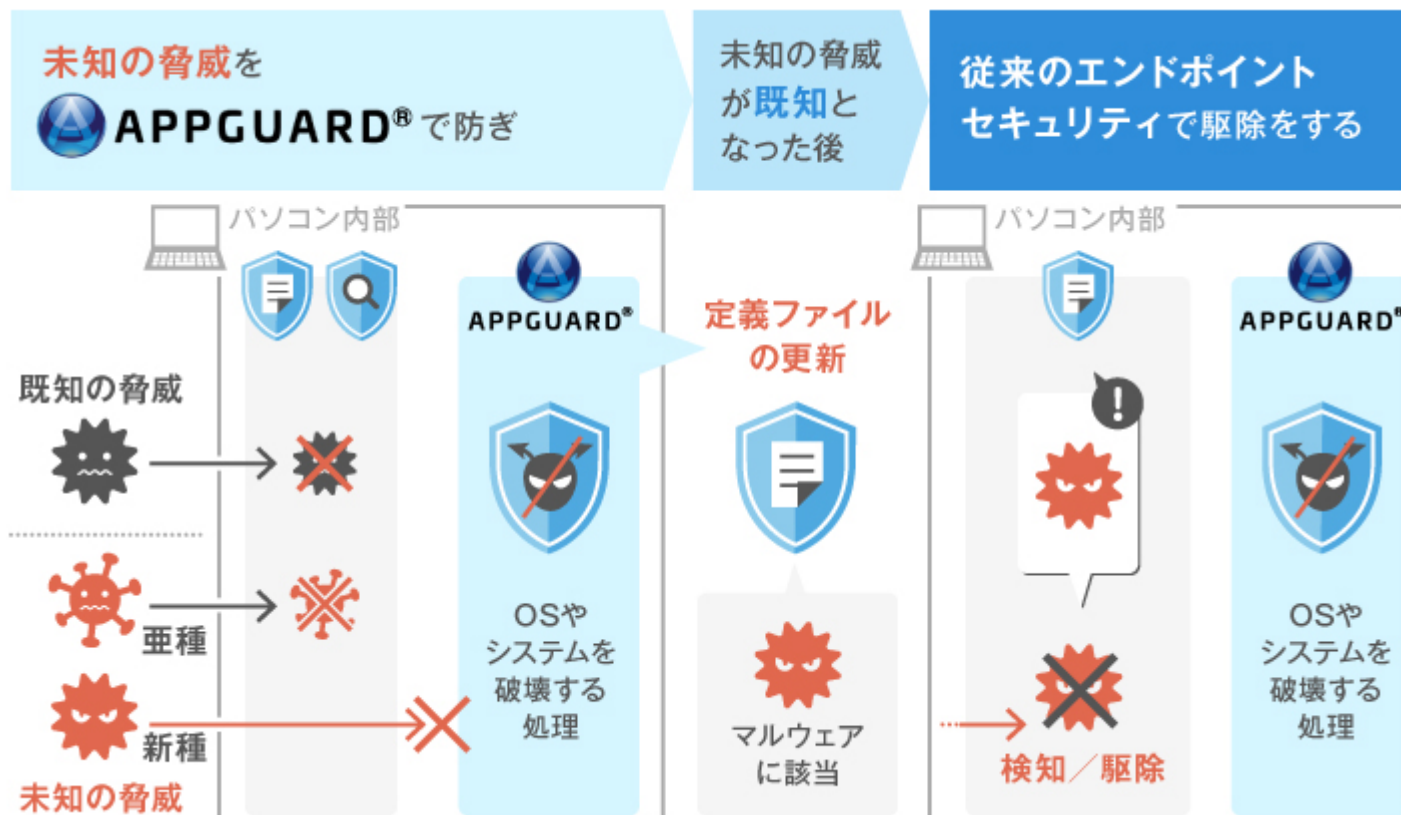 未知の脅威を
APPGUARD® で防ぎ
未知の脅威
が既知と
なった後
従来のエンドポイント
セキュリティで駆除をする
パソコン内部
APPGUARD®
既知の脅威
亜種
新種
未知の脅威
OSや
システムを
破壊する
処理
定義ファイル
の更新
マルウェア
に該当
パソコン内部
!
検知／駆除
APPGUARD®
OSや
システムを
破壊する
処理